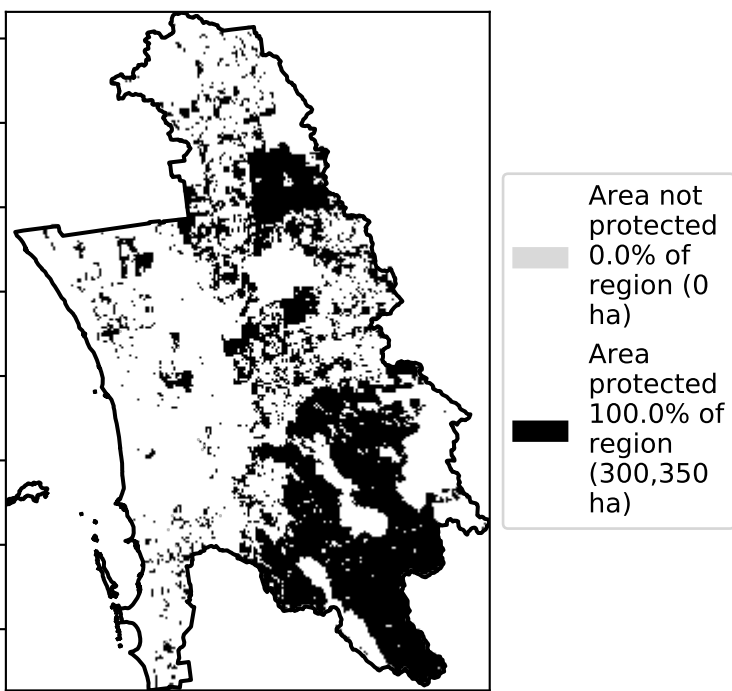 Area not
protected
0.0% of
region (0
ha)
Area
protected
100.0% of
region
(300,350
ha)